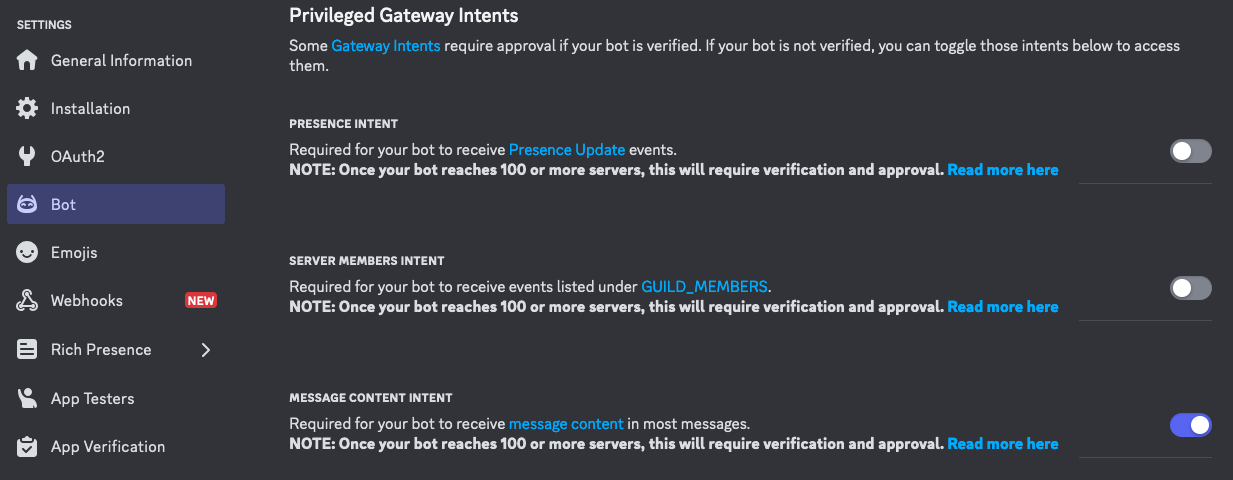 SETTINGS
General Information
Installation
OAuth2
Bot
Emojis
Webhooks NEW
Rich Presence
App Testers
App Verification
Privileged Gateway Intents
Some Gateway Intents require approval if your bot is verified. If your bot is not verified, you can toggle those intents below to access
them.
PRESENCE INTENT
Required for your bot to receive Presence Update events.
NOTE: Once your bot reaches 100 or more servers, this will require verification and approval. Read more here
SERVER MEMBERS INTENT
Required for your bot to receive events listed under GUILD_MEMBERS.
NOTE: Once your bot reaches 100 or more servers, this will require verification and approval. Read more here
MESSAGE CONTENT INTENT
Required for your bot to receive message content in most messages.
NOTE: Once your bot reaches 100 or more servers, this will require verification and approval. Read more here